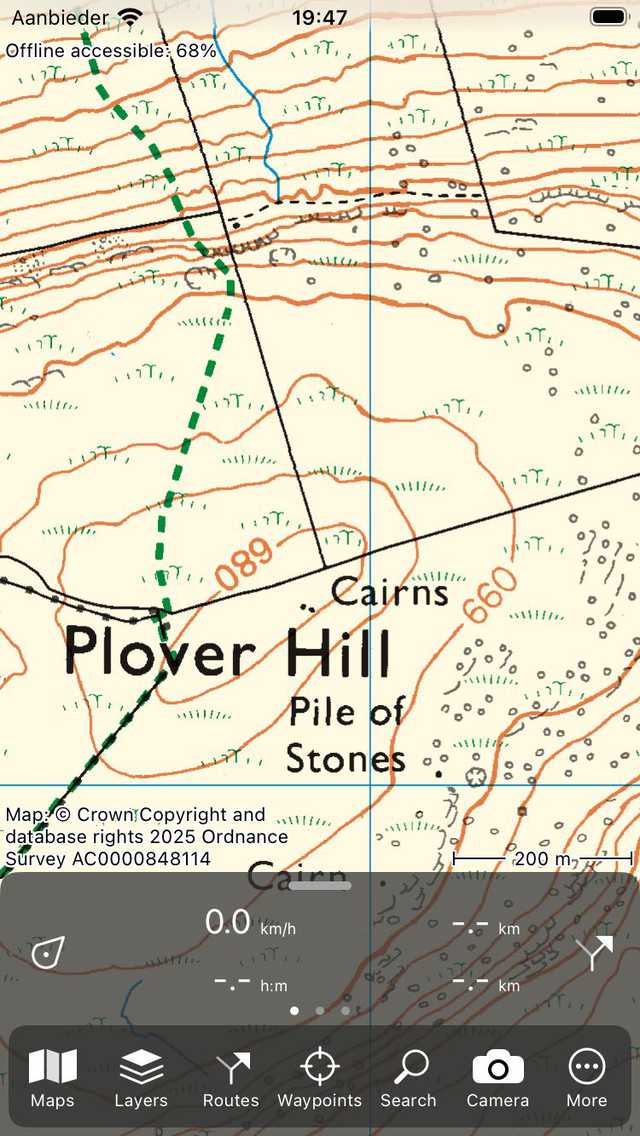 Aanbieder
19:47
Offline accessible: 68%
680
660
Cairns
Plover Hill
Pile of
Stones
Map: © Crown Copyright and
database rights 2025 Ordnance
Survey AC0000848114
200 m
Cairn
0.0 km/h
-.- km
-.- h:m
-.- km
Maps
Layers
Routes
Waypoints
Search
Camera
More